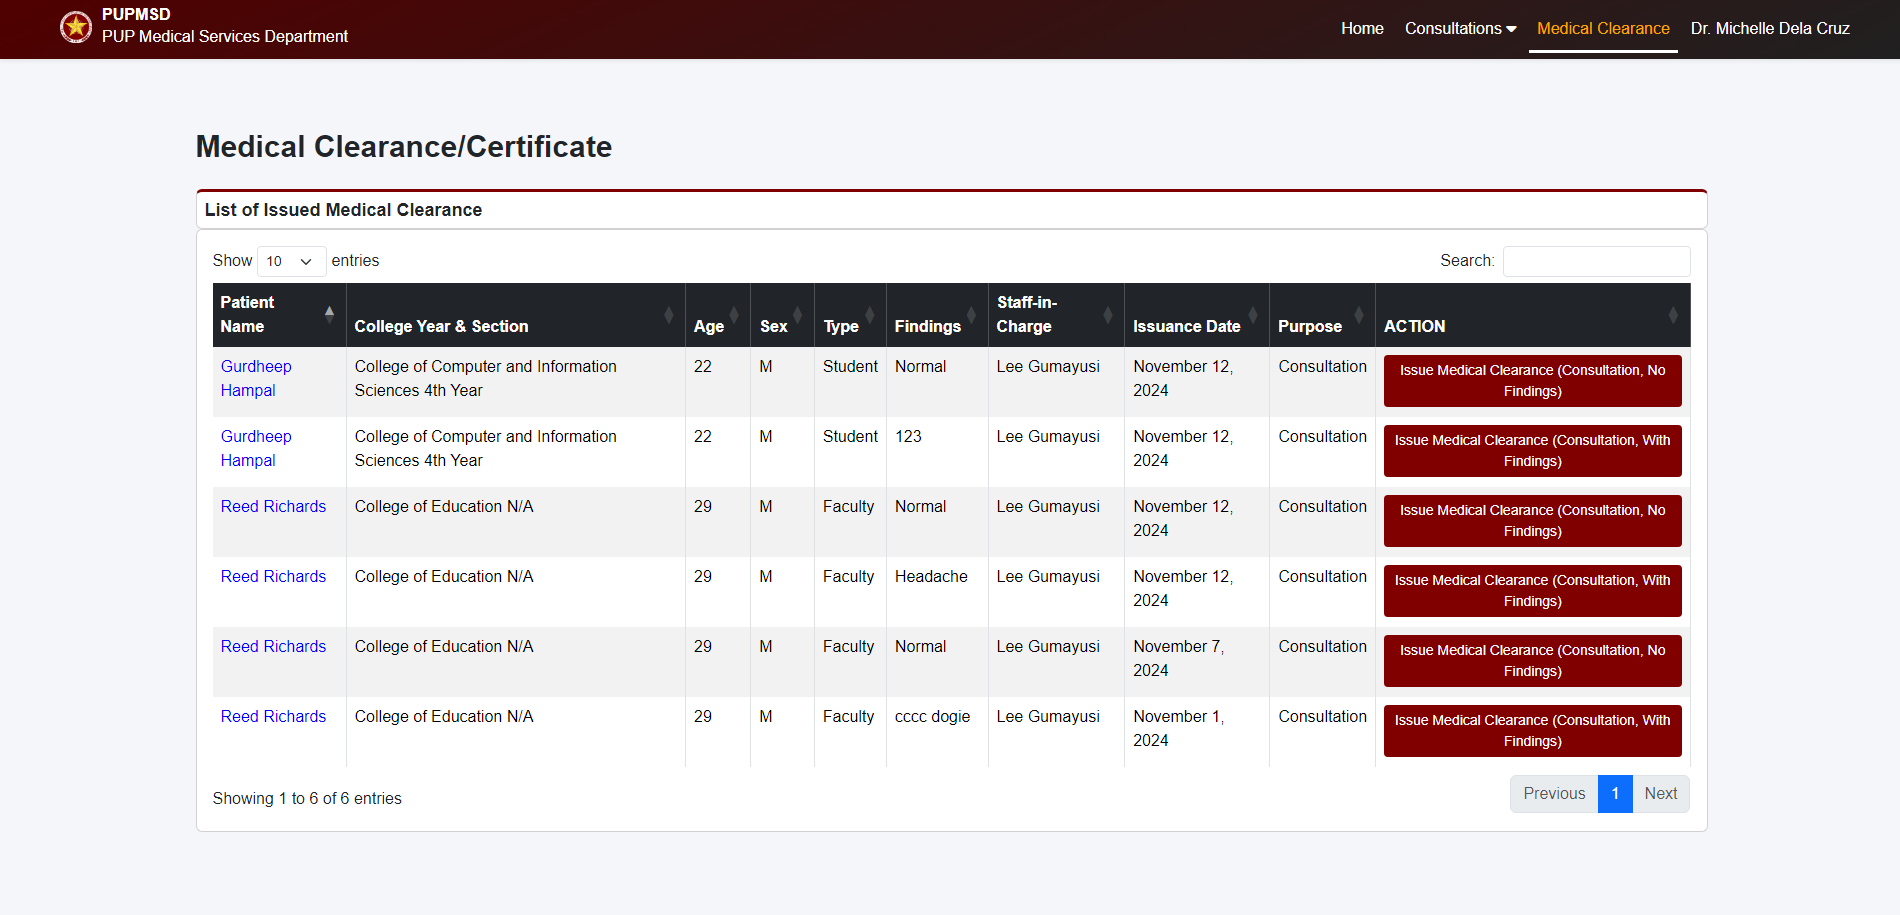 PUPMSD
PUP Medical Services Department
Home Consultations Medical Clearance Dr. Michelle Dela Cruz
Medical Clearance/Certificate
List of Issued Medical Clearance
Show 10 entries Search:
Patient Name College Year & Section Age Sex Type Findings Staff-in-Charge Issuance Date Purpose ACTION
Gurdheep Hampal College of Computer and Information Sciences 4th Year 22 M Student Normal Lee Gumayusi November 12, 2024 Consultation Issue Medical Clearance (Consultation, No Findings)
Gurdheep Hampal College of Computer and Information Sciences 4th Year 22 M Student 123 Lee Gumayusi November 12, 2024 Consultation Issue Medical Clearance (Consultation, With Findings)
Reed Richards College of Education N/A 29 M Faculty Normal Lee Gumayusi November 12, 2024 Consultation Issue Medical Clearance (Consultation, No Findings)
Reed Richards College of Education N/A 29 M Faculty Headache Lee Gumayusi November 12, 2024 Consultation Issue Medical Clearance (Consultation, With Findings)
Reed Richards College of Education N/A 29 M Faculty Normal Lee Gumayusi November 7, 2024 Consultation Issue Medical Clearance (Consultation, No Findings)
Reed Richards College of Education N/A 29 M Faculty cccc dogie Lee Gumayusi November 1, 2024 Consultation Issue Medical Clearance (Consultation, With Findings)
Showing 1 to 6 of 6 entries Previous 1 Next